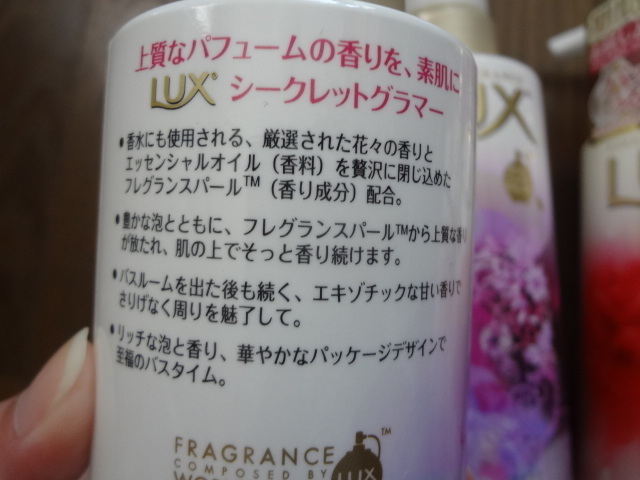 上質なパフュームの香りを、素肌に
LUX シークレットグラマー
•香水にも使用される、厳選された花々の香りと
エッセンシャルオイル（香料）を贅沢に閉じ込めた
フレグランスパール™（香り成分）配合。
•豊かな泡とともに、フレグランスパール™から上質な香り
が放たれ、肌の上でそっと香り続けます。
•バスルームを出た後も続く、エキゾチックな甘い香りで
さりげなく周りを魅了して。
•リッチな泡と香り、華やかなパッケージデザインで
至福のバスタイム。
FRAGRANCE
COMPOSED BY
LUX ™